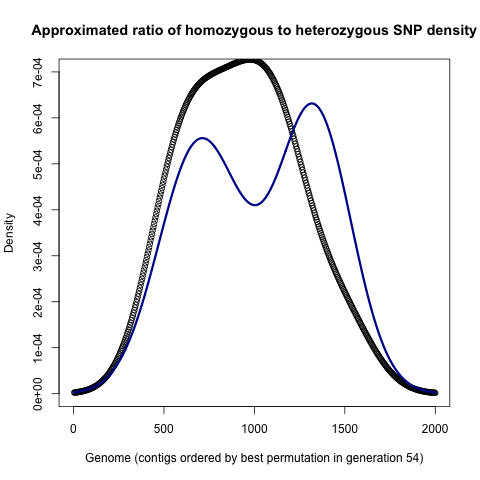 Approximated ratio of homozygous to heterozygous SNP density
7e-04
6e-04
5e-04
4e-04
3e-04
2e-04
1e-04
0e+00
Density
0 500 1000 1500 2000
Genome (contigs ordered by best permutation in generation 54)